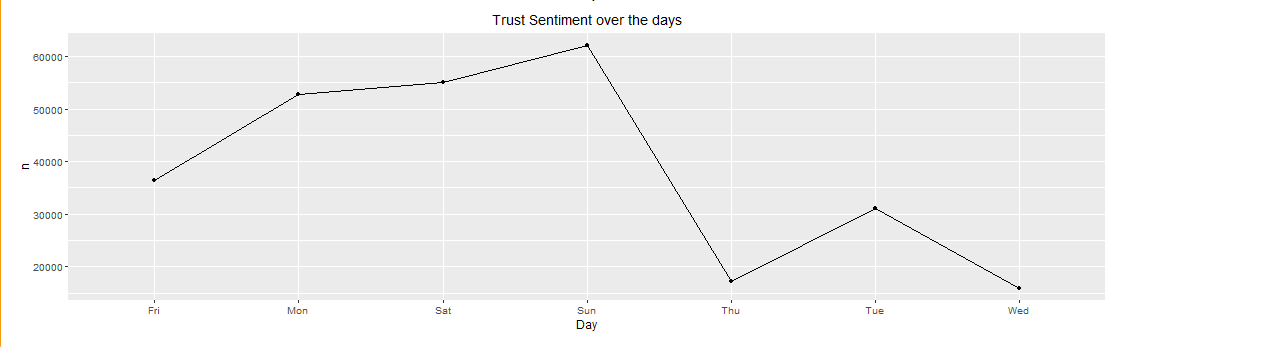 Trust Sentiment over the days
60000
50000
40000
30000
20000
n
Fri Mon Sat Sun Thu Tue Wed
Day